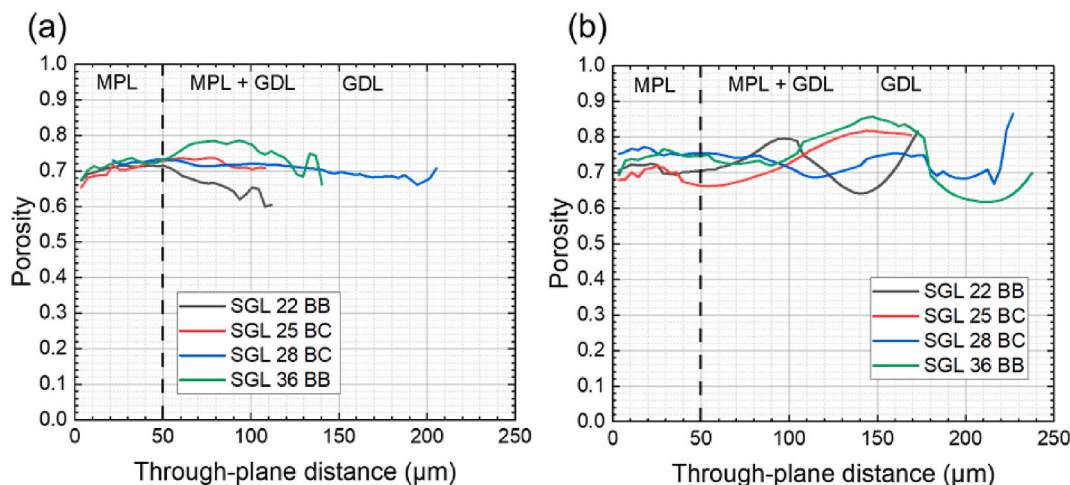 (a)
MPL MPL + GDL GDL
1.0
0.9
0.8
0.7
0.6
0.5
0.4
0.3
0.2
0.1
0.0
Porosity
SGL 22 BB
SGL 25 BC
SGL 28 BC
SGL 36 BB
0 50 100 150 200 250
Through-plane distance (µm)
(b)
MPL MPL + GDL GDL
1.0
0.9
0.8
0.7
0.6
0.5
0.4
0.3
0.2
0.1
0.0
Porosity
SGL 22 BB
SGL 25 BC
SGL 28 BC
SGL 36 BB
0 50 100 150 200 250
Through-plane distance (µm)